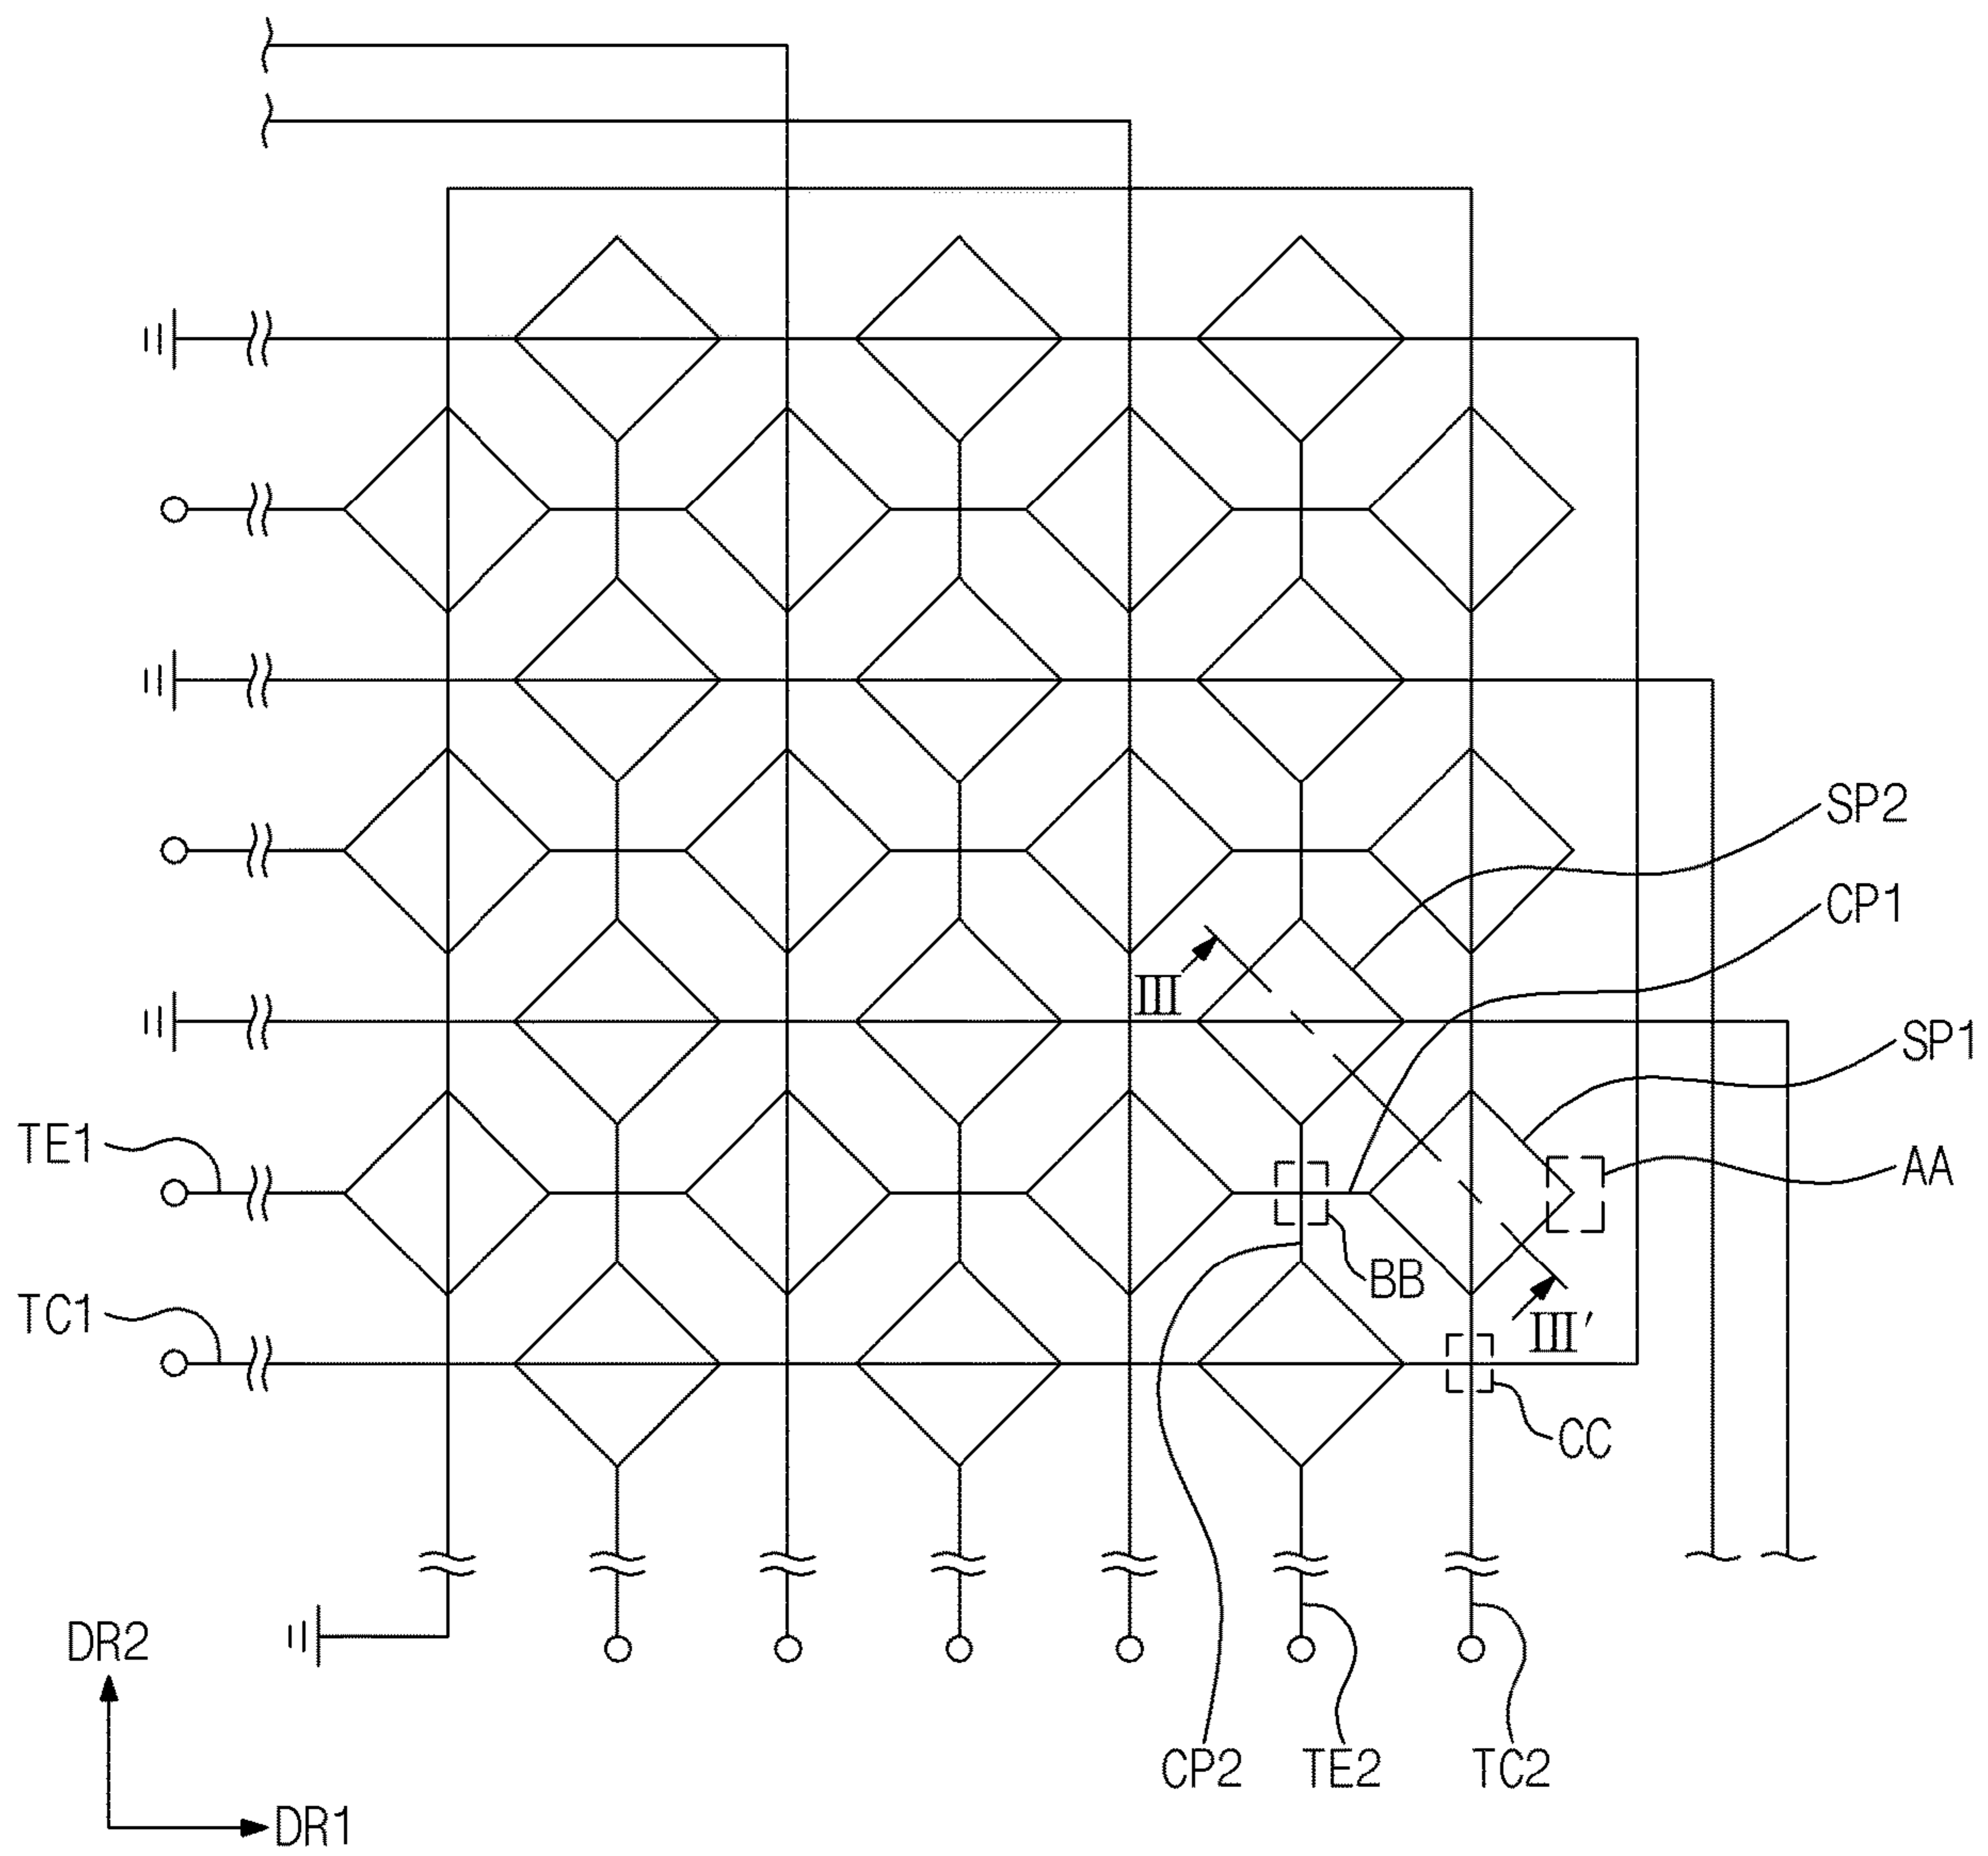 SP2
CP1
III
SP1
TE1
AA
BB
TC1
III'
CC
DR2
CP2
TE2
TC2
DR1